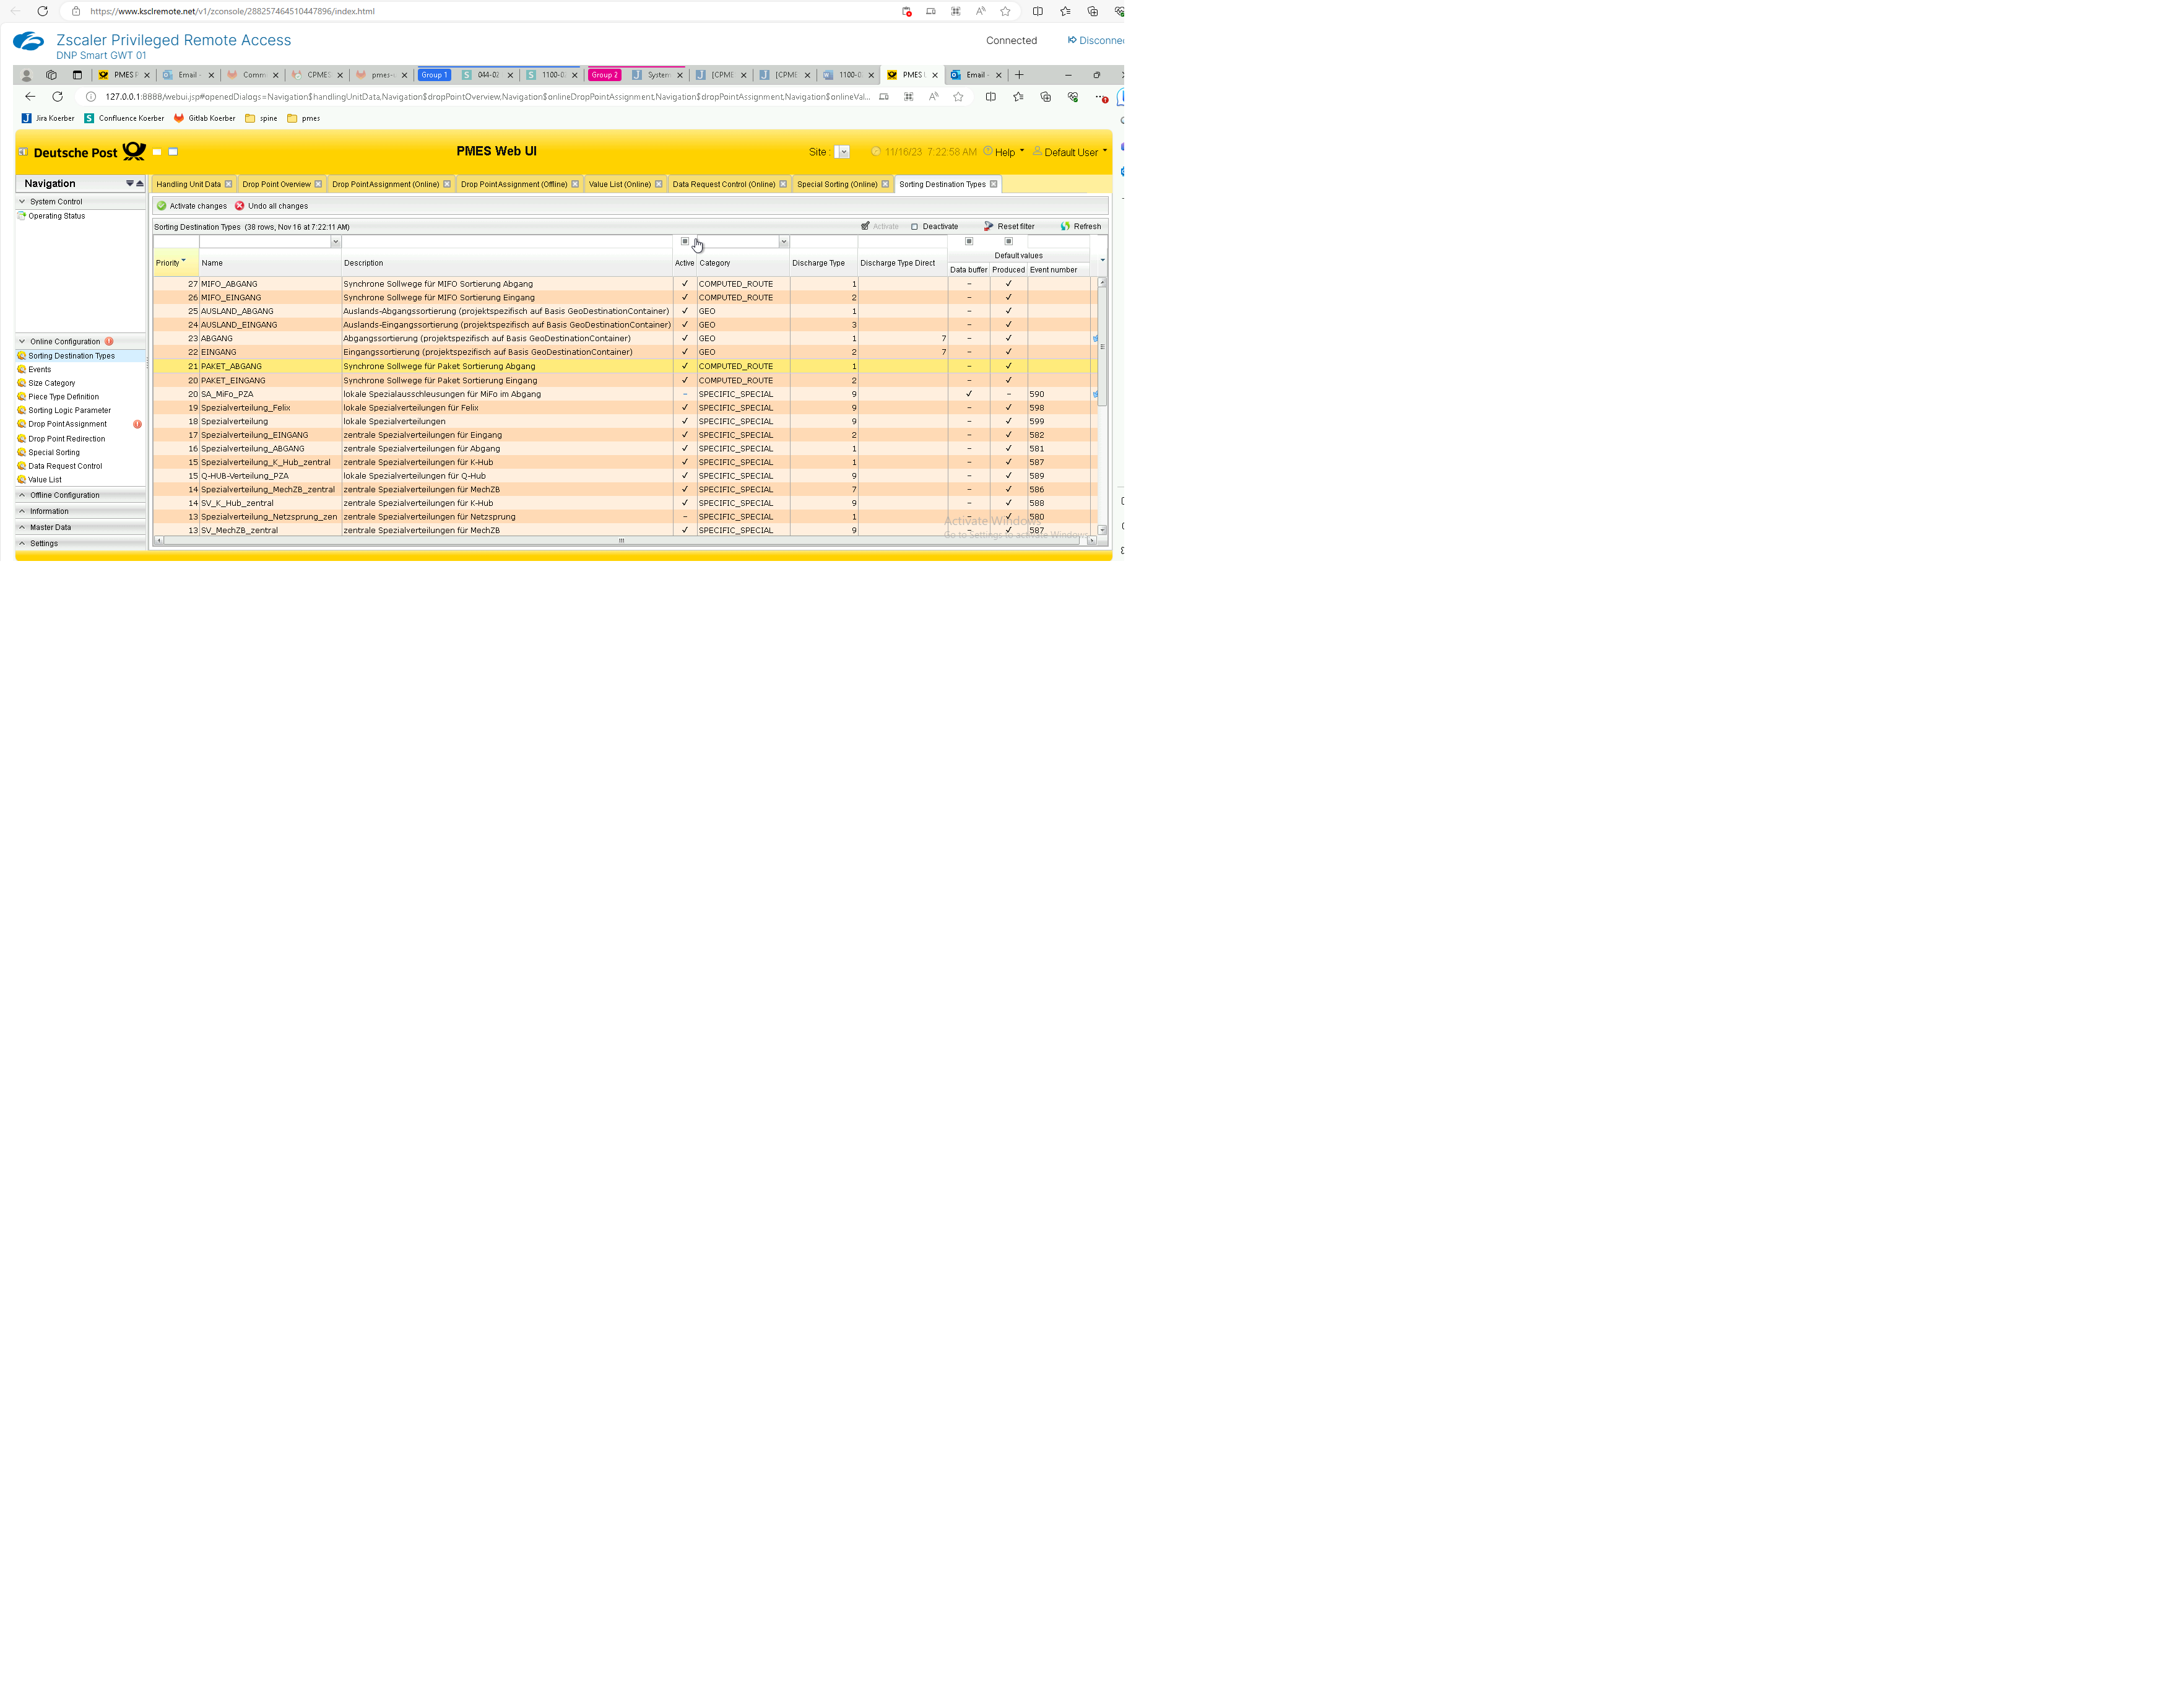 https://www.ksclremote.net/v1/zconsole/288257464510447896/index.html
Zscaler Privileged Remote Access
DNP Smart GWT 01
Connected
PMES Email - Comm CPMES pmes- Group 1 044-02 1100-0 Group 2 System [CPME [CPME 1100-0 PMES Email -
127.0.0.1:8888/webui.jsp#openedDialogs=Navigation$handlingUnitData,Navigation$dropPointOverview,Navigation$onlineDropPointAssignment,Navigation$dropPointAssignment,Navigation$onlineVal...
Jira Koerber Confluence Koerber Gitlab Koerber spine pmes
Deutsche Post PMES Web UI Site : 11/16/23 7:22:58 AM Help Default User
Navigation
System Control
Operating Status
Online Configuration
Sorting Destination Types
Events
Size Category
Piece Type Definition
Sorting Logic Parameter
Drop Point Assignment
Drop Point Redirection
Special Sorting
Data Request Control
Value List
Offline Configuration
Information
Master Data
Settings
Handling Unit Data Drop Point Overview Drop Point Assignment (Online) Drop Point Assignment (Offline) Value List (Online) Data Request Control (Online) Special Sorting (Online) Sorting Destination Types
Activate changes Undo all changes
Sorting Destination Types (38 rows, Nov 16 at 7:22:11 AM) Activate Deactivate Reset filter Refresh
Default values
Priority Name Description Active Category Discharge Type Discharge Type Direct Data buffer Produced Event number
27 MIFO_ABGANG Synchrone Sollwege für MIFO Sortierung Abgang ✓ COMPUTED_ROUTE 1 – ✓
26 MIFO_EINGANG Synchrone Sollwege für MIFO Sortierung Eingang ✓ COMPUTED_ROUTE 2 – ✓
25 AUSLAND_ABGANG Auslands-Abgangssortierung (projektspezifisch auf Basis GeoDestinationContainer) ✓ GEO 1 – ✓
24 AUSLAND_EINGANG Auslands-Eingangssortierung (projektspezifisch auf Basis GeoDestinationContainer) ✓ GEO 3 – ✓
23 ABGANG Abgangssortierung (projektspezifisch auf Basis GeoDestinationContainer) ✓ GEO 1 7 – ✓
22 EINGANG Eingangssortierung (projektspezifisch auf Basis GeoDestinationContainer) ✓ GEO 2 7 – ✓
21 PAKET_ABGANG Synchrone Sollwege für Paket Sortierung Abgang ✓ COMPUTED_ROUTE 1 – ✓
20 PAKET_EINGANG Synchrone Sollwege für Paket Sortierung Eingang ✓ COMPUTED_ROUTE 2 – ✓
20 SA_MiFo_PZA lokale Spezialausschleusungen für MiFo im Abgang – SPECIFIC_SPECIAL 9 ✓ – 590
19 Spezialverteilung_Felix lokale Spezialverteilungen für Felix ✓ SPECIFIC_SPECIAL 9 – ✓ 598
18 Spezialverteilung lokale Spezialverteilungen ✓ SPECIFIC_SPECIAL 9 – ✓ 599
17 Spezialverteilung_EINGANG zentrale Spezialverteilungen für Eingang ✓ SPECIFIC_SPECIAL 2 – ✓ 582
16 Spezialverteilung_ABGANG zentrale Spezialverteilungen für Abgang ✓ SPECIFIC_SPECIAL 1 – ✓ 581
15 Spezialverteilung_K_Hub_zentral zentrale Spezialverteilungen für K-Hub ✓ SPECIFIC_SPECIAL 1 – ✓ 587
15 Q-HUB-Verteilung_PZA lokale Spezialverteilungen für Q-Hub ✓ SPECIFIC_SPECIAL 9 – ✓ 589
14 Spezialverteilung_MechZB_zentral zentrale Spezialverteilungen für MechZB ✓ SPECIFIC_SPECIAL 7 – ✓ 586
14 SV_K_Hub_zentral zentrale Spezialverteilungen für K-Hub ✓ SPECIFIC_SPECIAL 9 – ✓ 588
13 Spezialverteilung_Netzsprung_zen zentrale Spezialverteilungen für Netzsprung – SPECIFIC_SPECIAL 1 – ✓ 580
13 SV_MechZB_zentral zentrale Spezialverteilungen für MechZB ✓ SPECIFIC_SPECIAL 9 – ✓ 587
Activate Windows
Go to Settings to activate Windows.